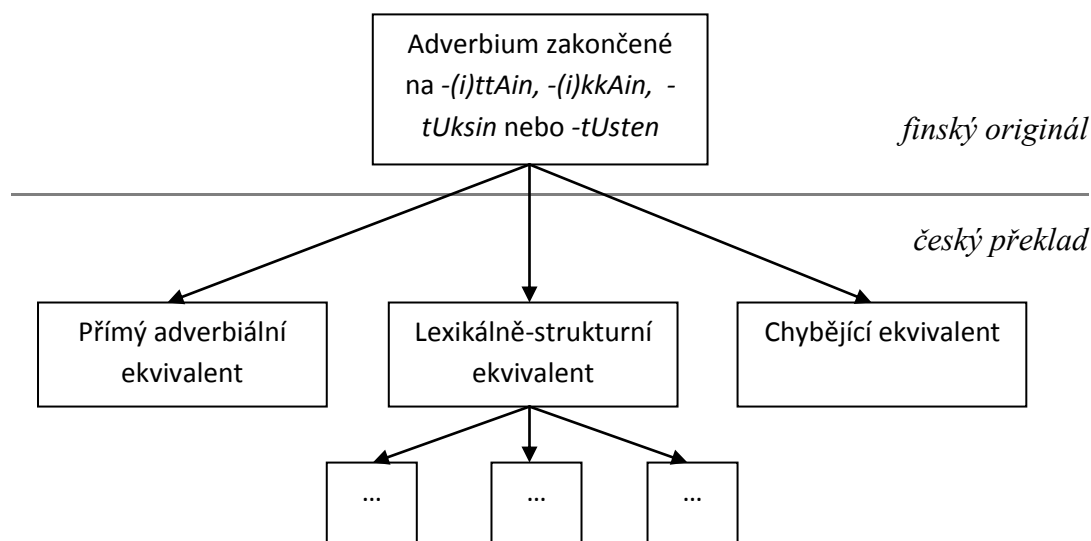 Adverbium zakončené
na -(i)ttAin, -(i)kkAin, -
tUksin nebo -tUsten
finský originál
český překlad
Přímý adverbiální
ekvivalent
Lexikálně-strukturní
ekvivalent
Chybějící ekvivalent
...
...
...